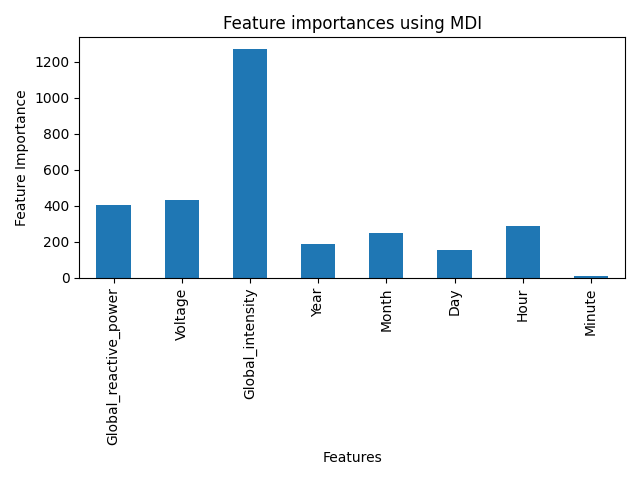 Feature importances using MDI
Feature Importance
1200
1000
800
600
400
200
0
Global_reactive_power
Voltage
Global_intensity
Year
Month
Day
Hour
Minute
Features